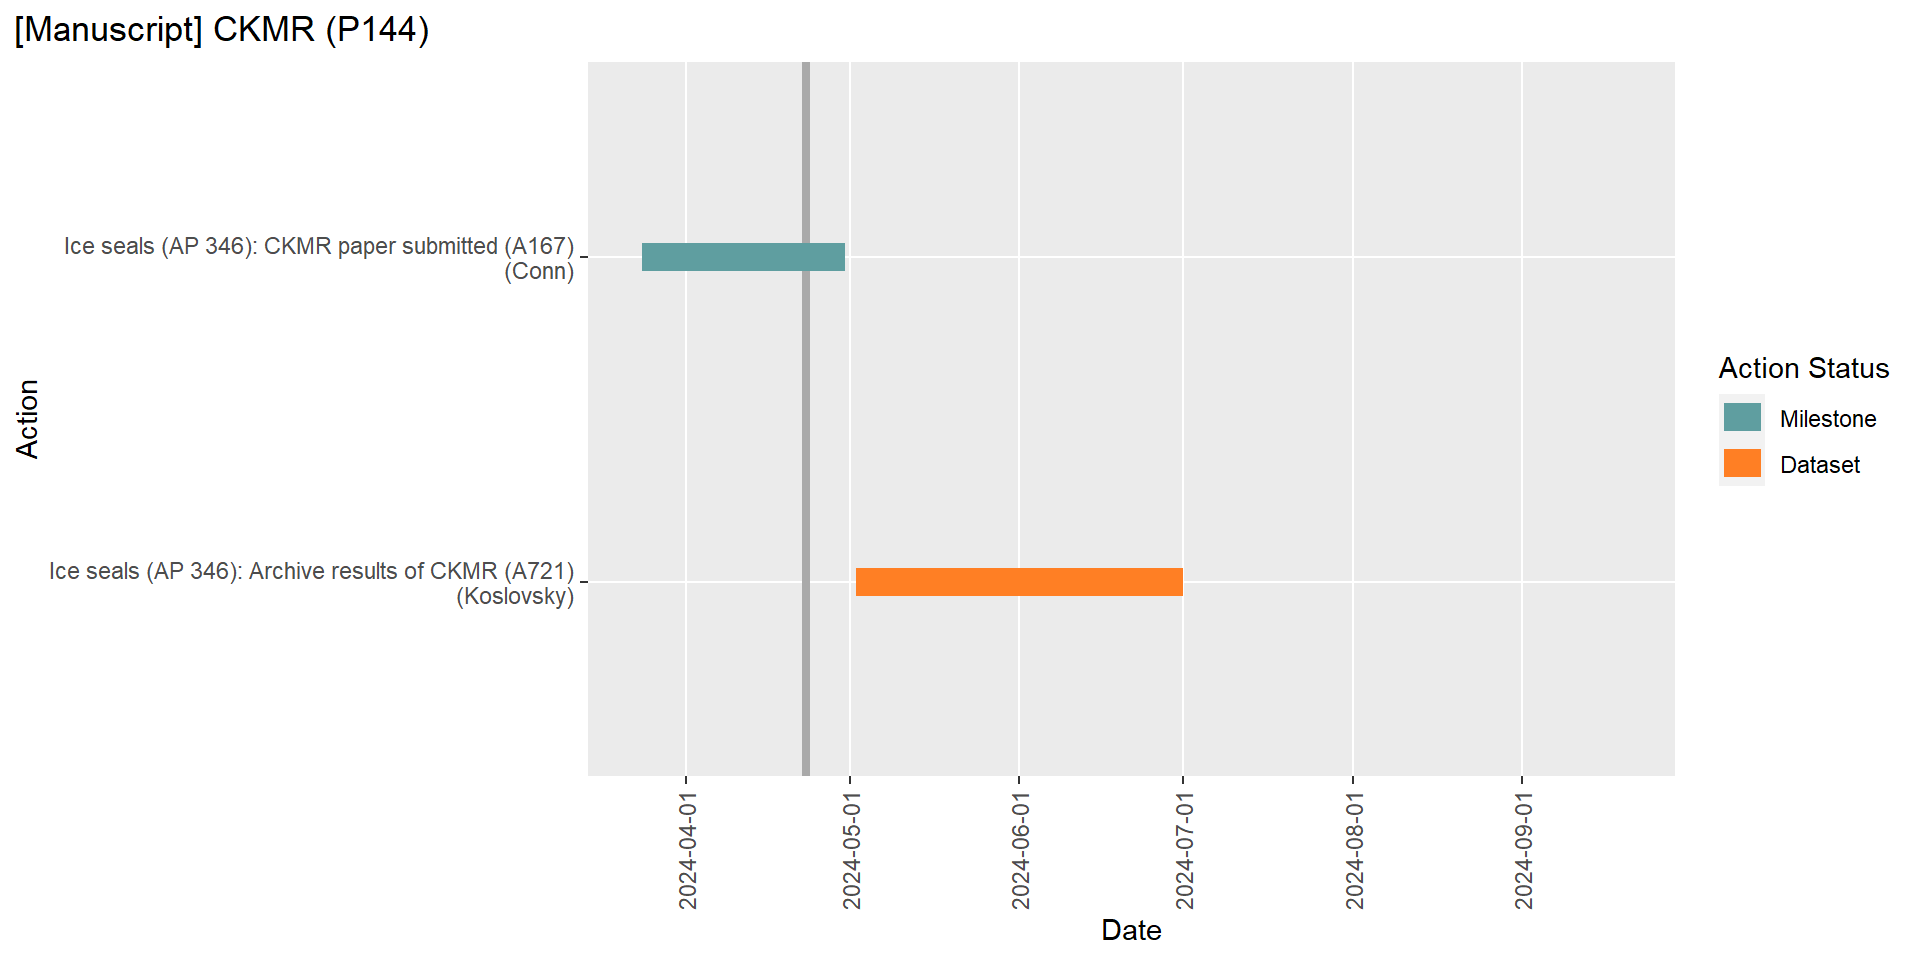 [Manuscript] CKMR (P144)
Ice seals (AP 346): CKMR paper submitted (A167)
(Conn)
Ice seals (AP 346): Archive results of CKMR (A721)
(Koslovsky)
Action
2024-04-01
2024-05-01
2024-06-01
2024-07-01
2024-08-01
2024-09-01
Date
Action Status
Milestone
Dataset